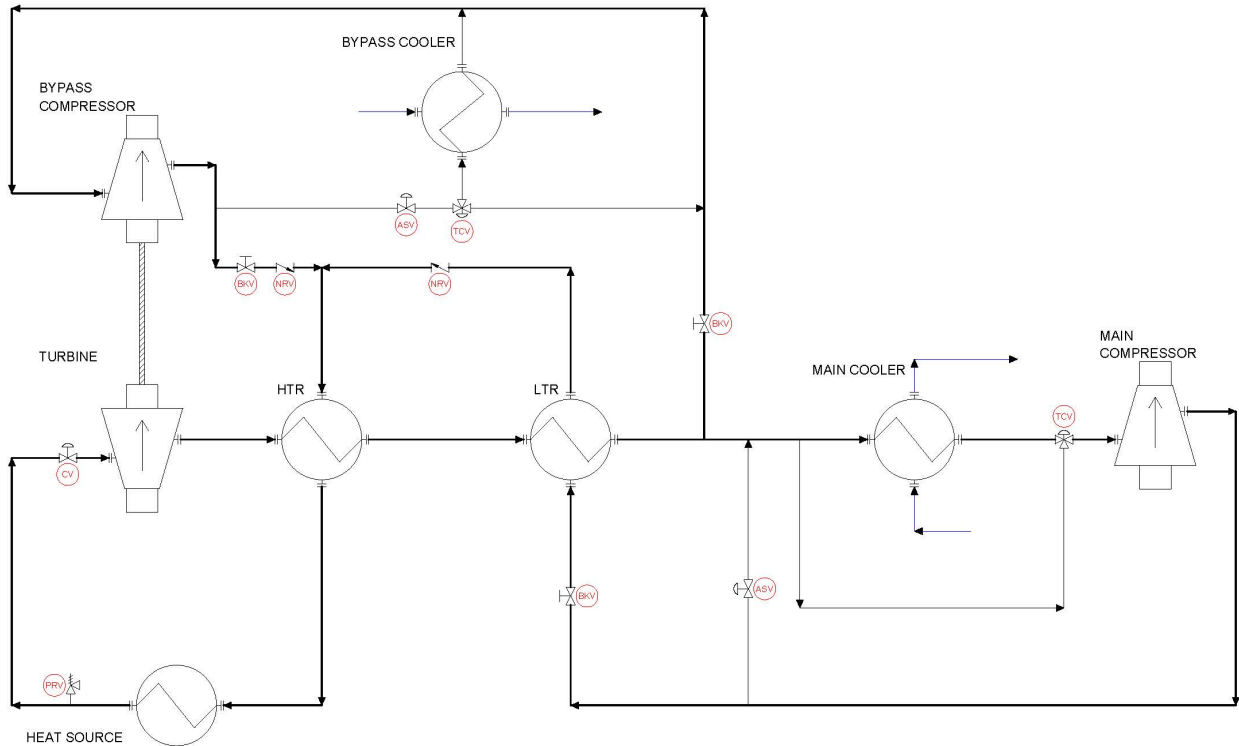 BYPASS COOLER
BYPASS
COMPRESSOR
ASV
TCV
BKV
NRV
NRV
BKV
TURBINE
MAIN
COMPRESSOR
MAIN COOLER
HTR
LTR
TCV
CV
BKV
ASV
PRV
HEAT SOURCE